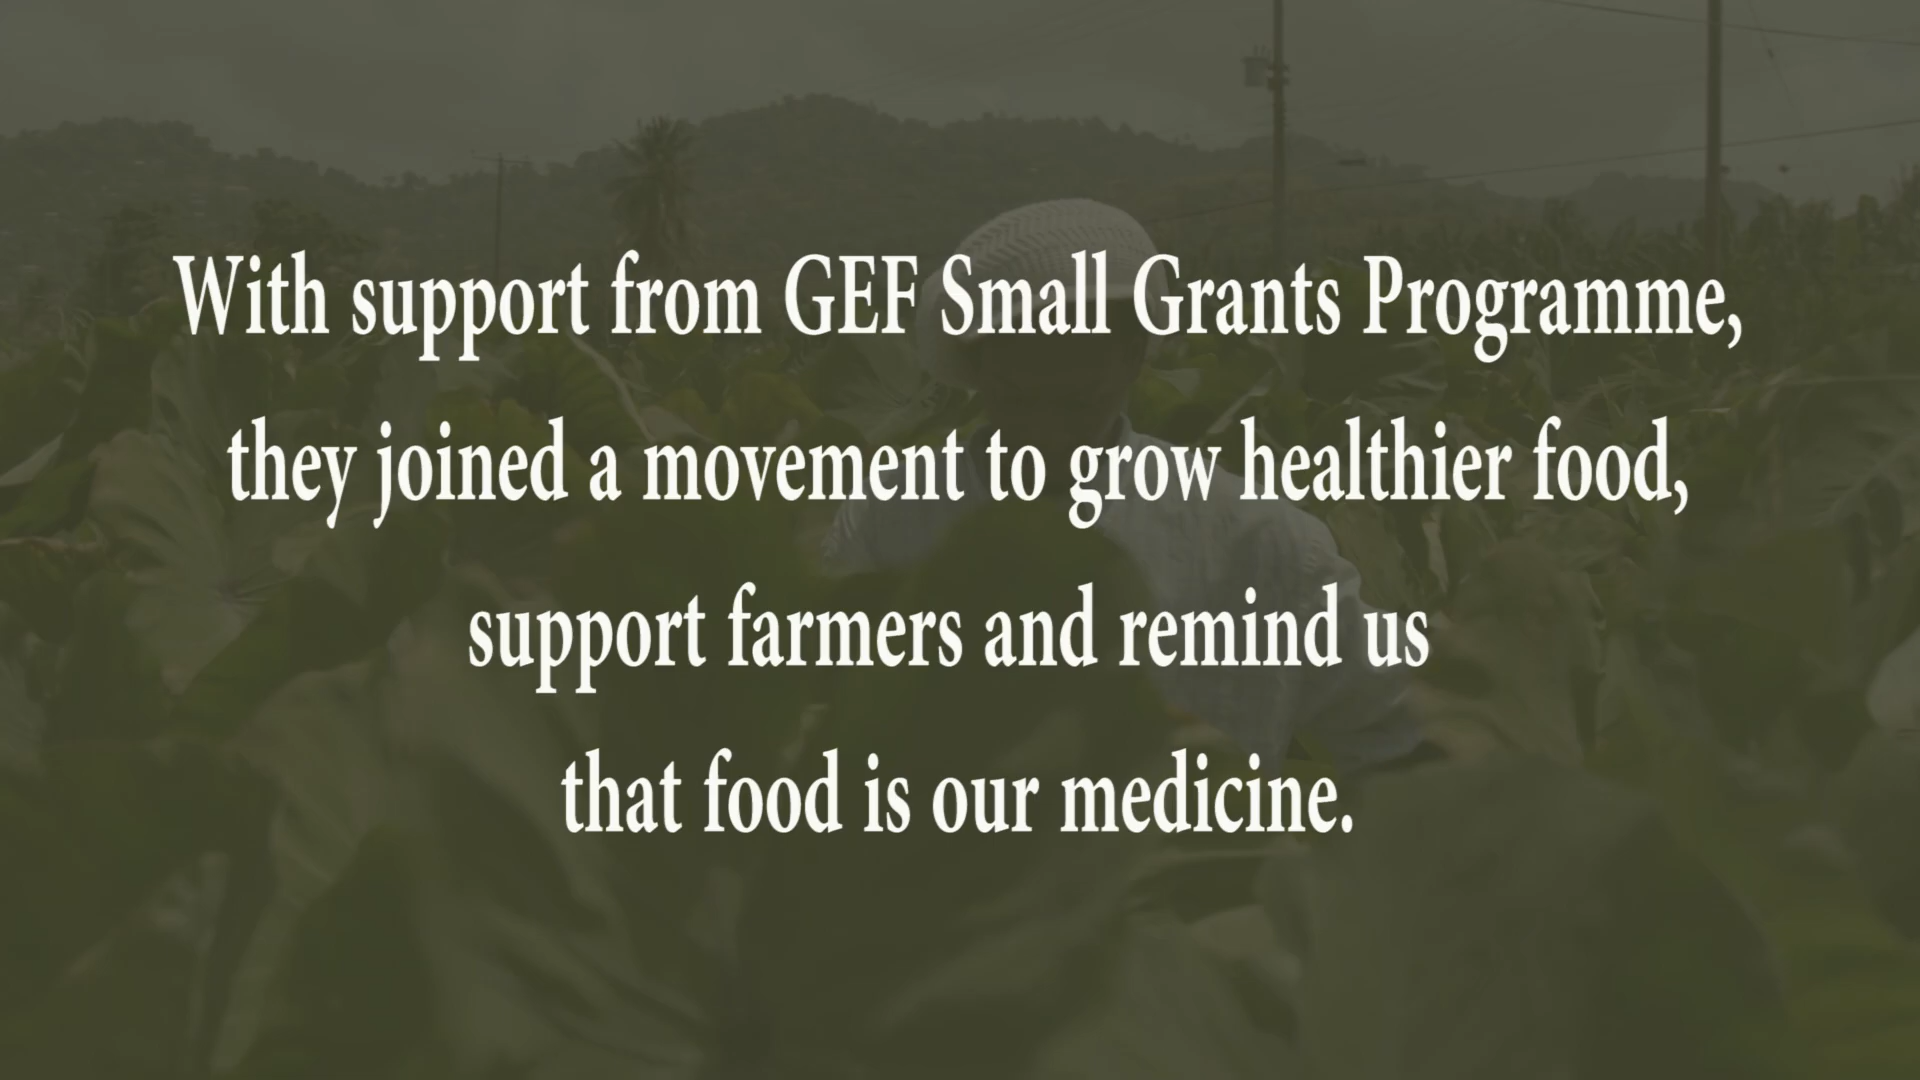 With support from GEF Small Grants Programme,
they joined a movement to grow healthier food,
support farmers and remind us
that food is our medicine.